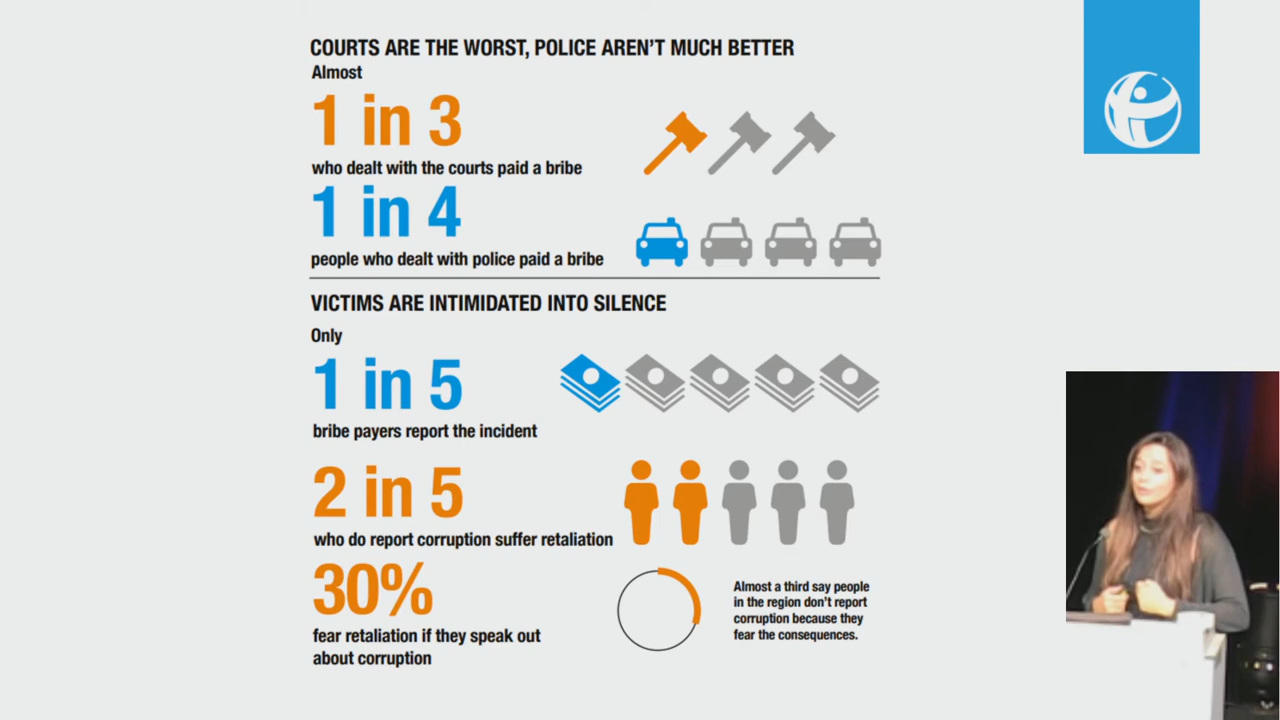 COURTS ARE THE WORST, POLICE AREN'T MUCH BETTER
Almost
1 in 3
who dealt with the courts paid a bribe
1 in 4
people who dealt with police paid a bribe
VICTIMS ARE INTIMIDATED INTO SILENCE
Only
1 in 5
bribe payers report the incident
2 in 5
who do report corruption suffer retaliation
30%
fear retaliation if they speak out
about corruption
Almost a third say people
in the region don't report
corruption because they
fear the consequences.